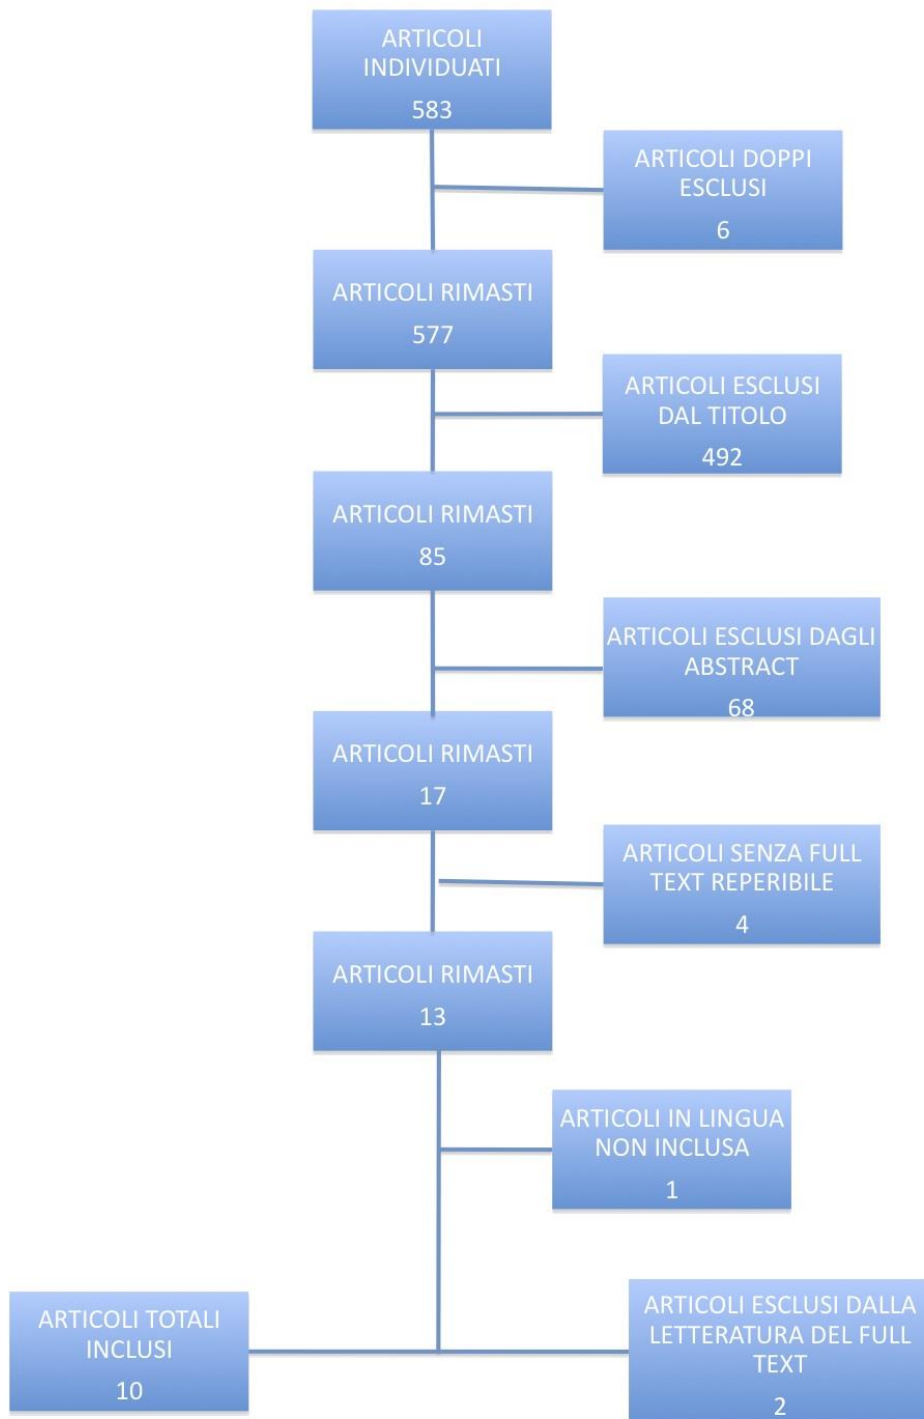 ARTICOLI
INDIVIDUATI
583
ARTICOLI DOPPI
ESCLUSI
6
ARTICOLI RIMASTI
577
ARTICOLI ESCLUSI
DAL TITOLO
492
ARTICOLI RIMASTI
85
ARTICOLI ESCLUSI DAGLI
ABSTRACT
68
ARTICOLI RIMASTI
17
ARTICOLI SENZA FULL
TEXT REPERIBILE
4
ARTICOLI RIMASTI
13
ARTICOLI IN LINGUA
NON INCLUSA
1
ARTICOLI TOTALI
INCLUSI
10
ARTICOLI ESCLUSI DALLA
LETTERATURA DEL FULL
TEXT
2